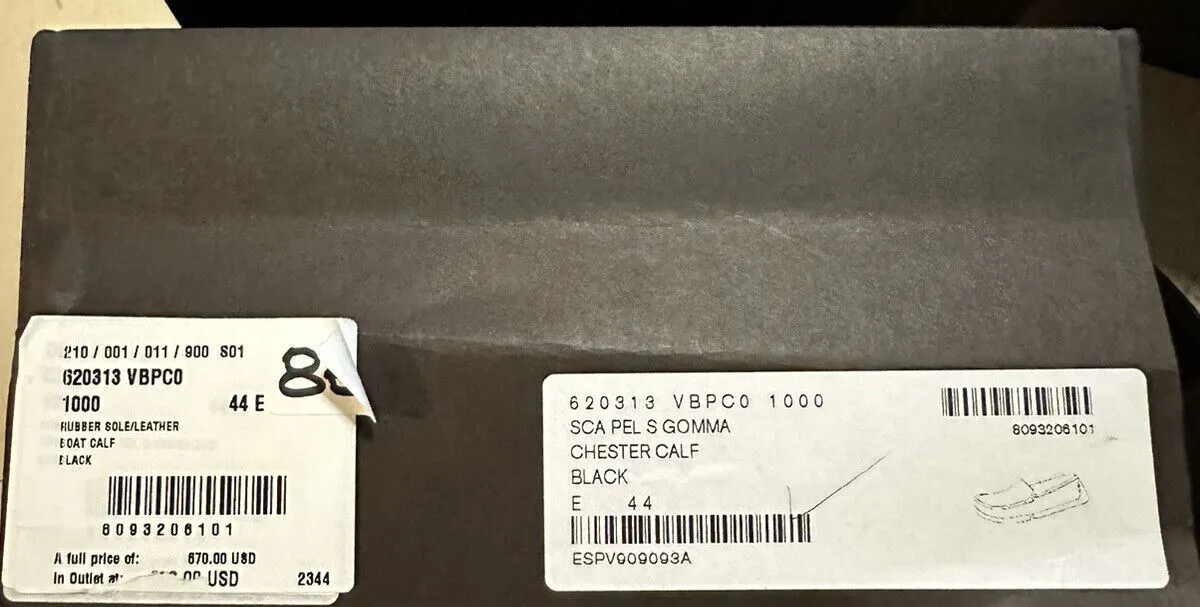 210 / 001 / 011 / 900 S01
620313 VBPC0
1000 44 E
RUBBER SOLE/LEATHER
BOAT CALF
BLACK
8093206101
A full price of: 670.00 USD
In Outlet at: USD 2344
620313 VBPC0 1000
SCA PEL S GOMMA
CHESTER CALF
BLACK
E 44
ESPV909093A
8093206101